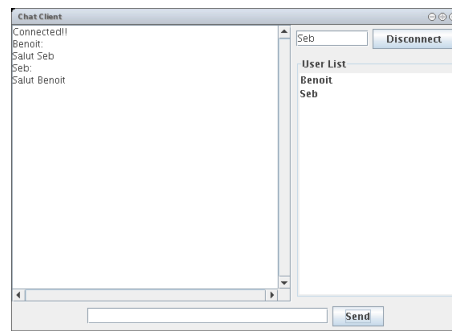 Chat Client
Connected!!
Benoit:
Salut Seb
Seb:
Salut Benoit
Seb
Disconnect
User List
Benoit
Seb
Send